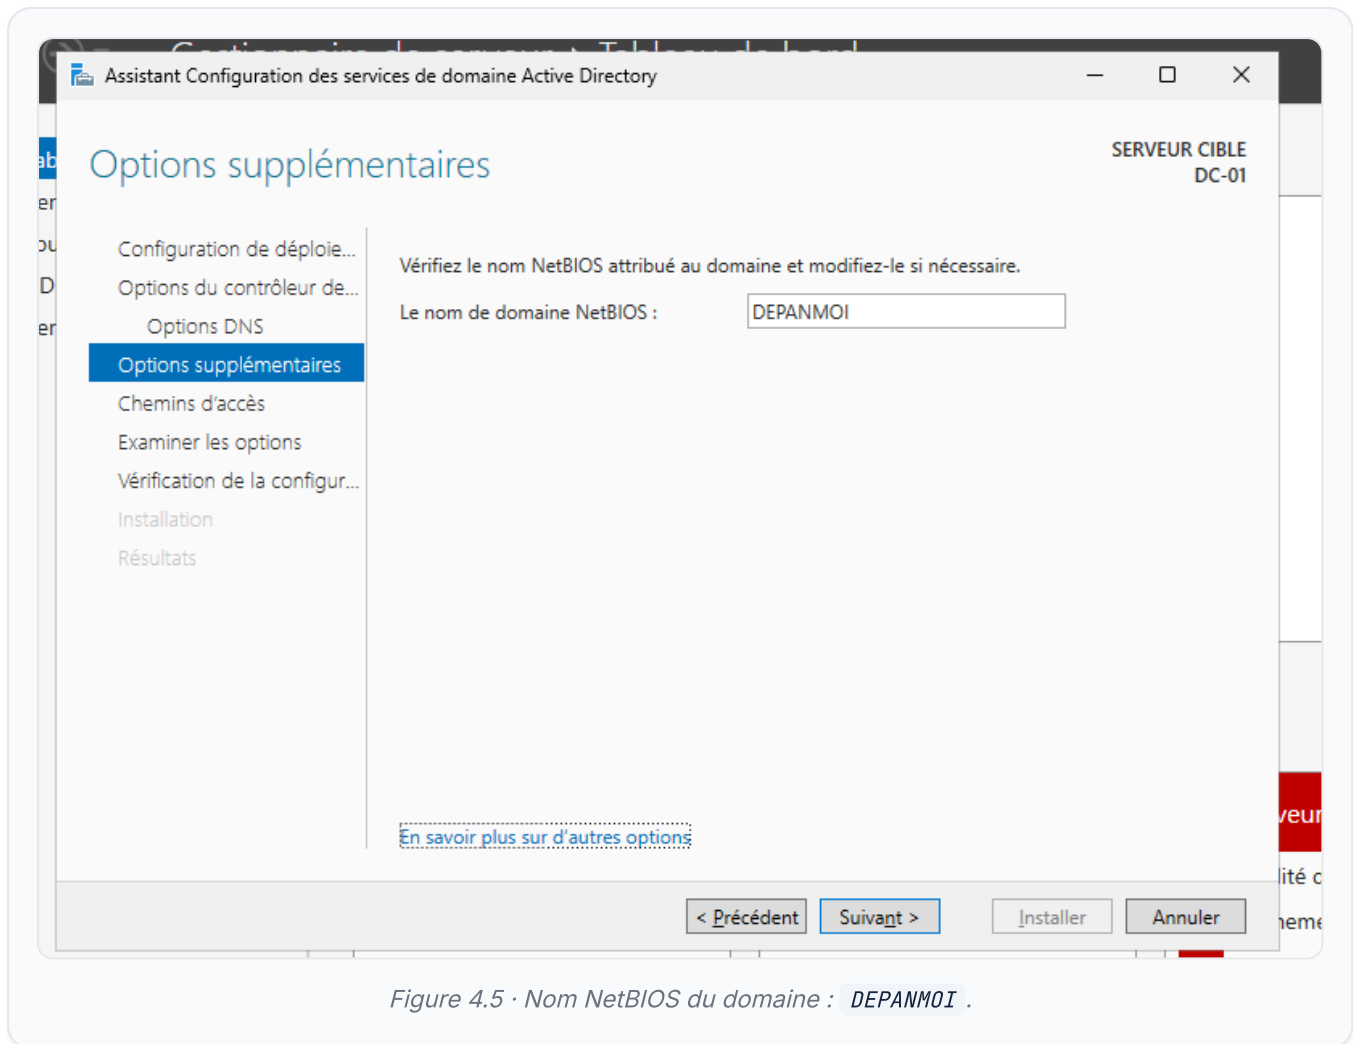 Assistant Configuration des services de domaine Active Directory
Options supplémentaires
SERVEUR CIBLE
DC-01
Configuration de déploie...
Options du contrôleur de...
Options DNS
Options supplémentaires
Chemins d'accès
Examiner les options
Vérification de la configur...
Installation
Résultats
Vérifiez le nom NetBIOS attribué au domaine et modifiez-le si nécessaire.
Le nom de domaine NetBIOS :
DEPANMOI
En savoir plus sur d'autres options
< Précédent
Suivant >
Installer
Annuler
Figure 4.5 · Nom NetBIOS du domaine : DEPANMOI .